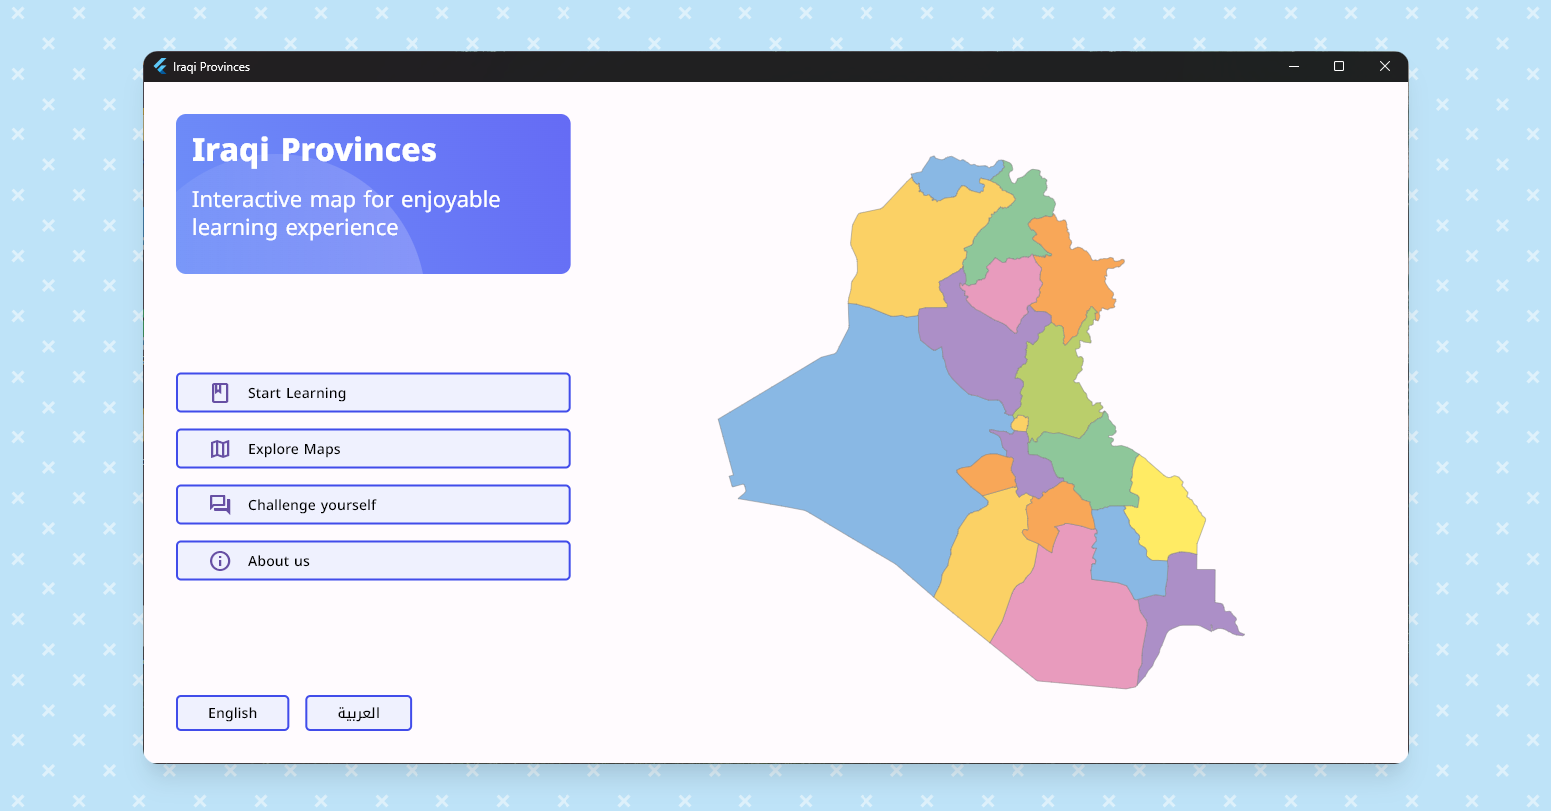 Iraqi Provinces
Iraqi Provinces
Interactive map for enjoyable
learning experience
Start Learning
Explore Maps
Challenge yourself
About us
English
العربية